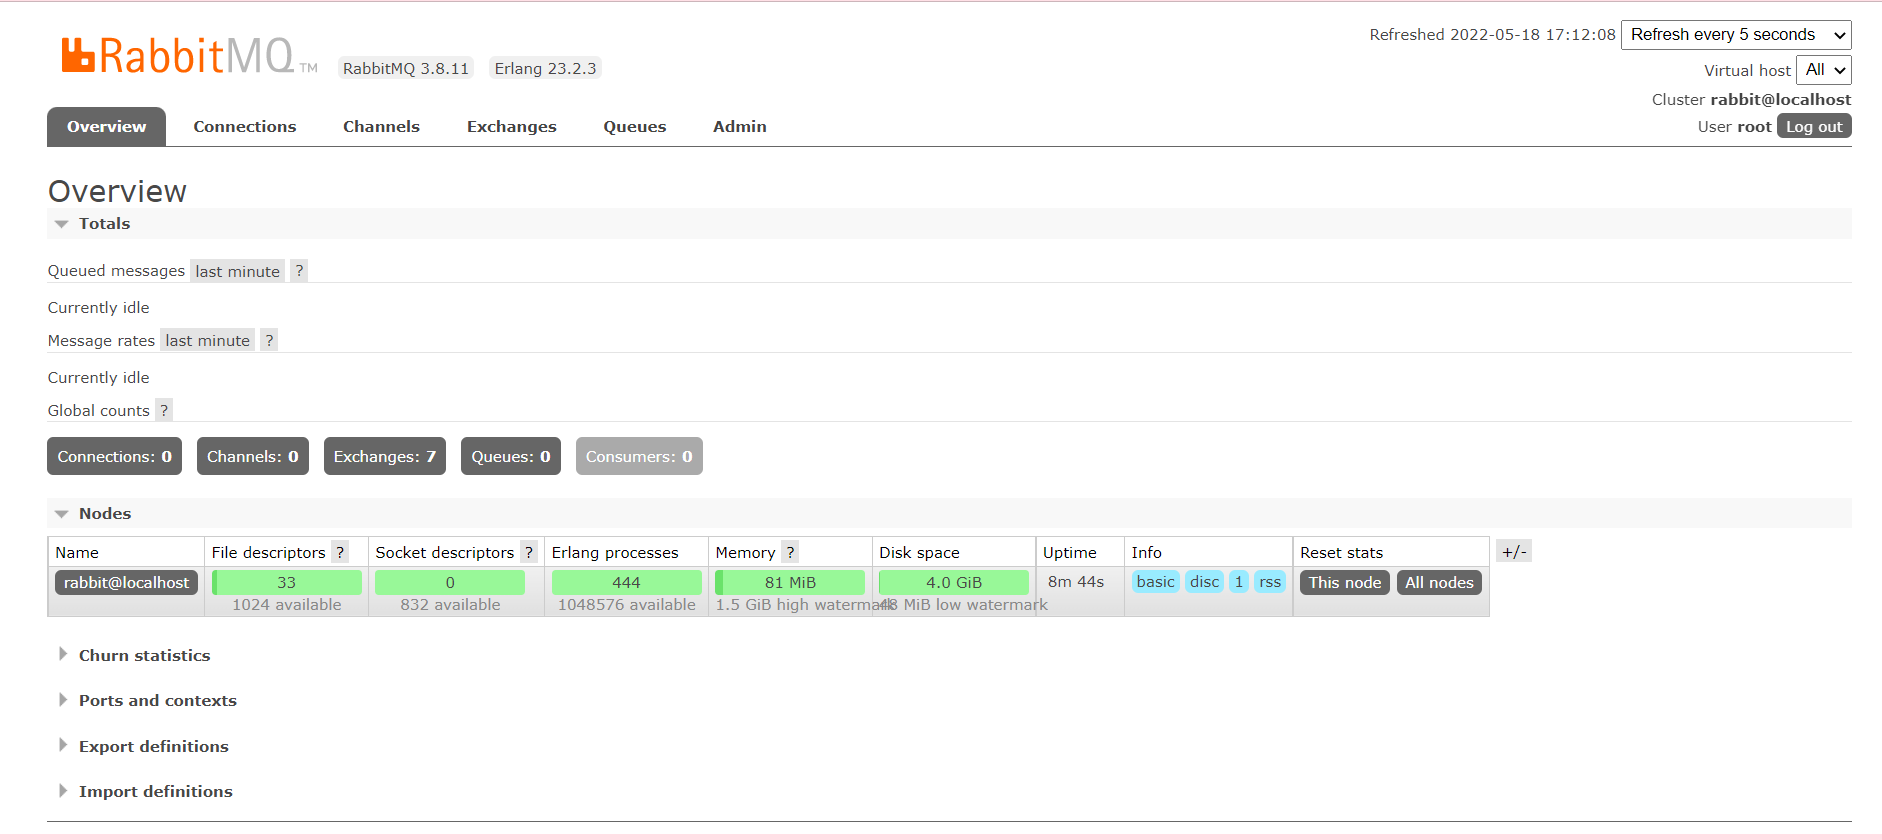 RabbitMQ TM RabbitMQ 3.8.11 Erlang 23.2.3
Refreshed 2022-05-18 17:12:08 Refresh every 5 seconds
Virtual host All
Cluster rabbit@localhost
User root Log out
Overview Connections Channels Exchanges Queues Admin
Overview
Totals
Queued messages last minute ?
Currently idle
Message rates last minute ?
Currently idle
Global counts ?
Connections: 0 Channels: 0 Exchanges: 7 Queues: 0 Consumers: 0
Nodes
Name File descriptors ? Socket descriptors ? Erlang processes Memory ? Disk space Uptime Info Reset stats +/-
rabbit@localhost 33 0 444 81 MiB 4.0 GiB 8m 44s basic disc 1 rss This node All nodes
1024 available 832 available 1048576 available 1.5 GiB high watermark 48 MiB low watermark
Churn statistics
Ports and contexts
Export definitions
Import definitions